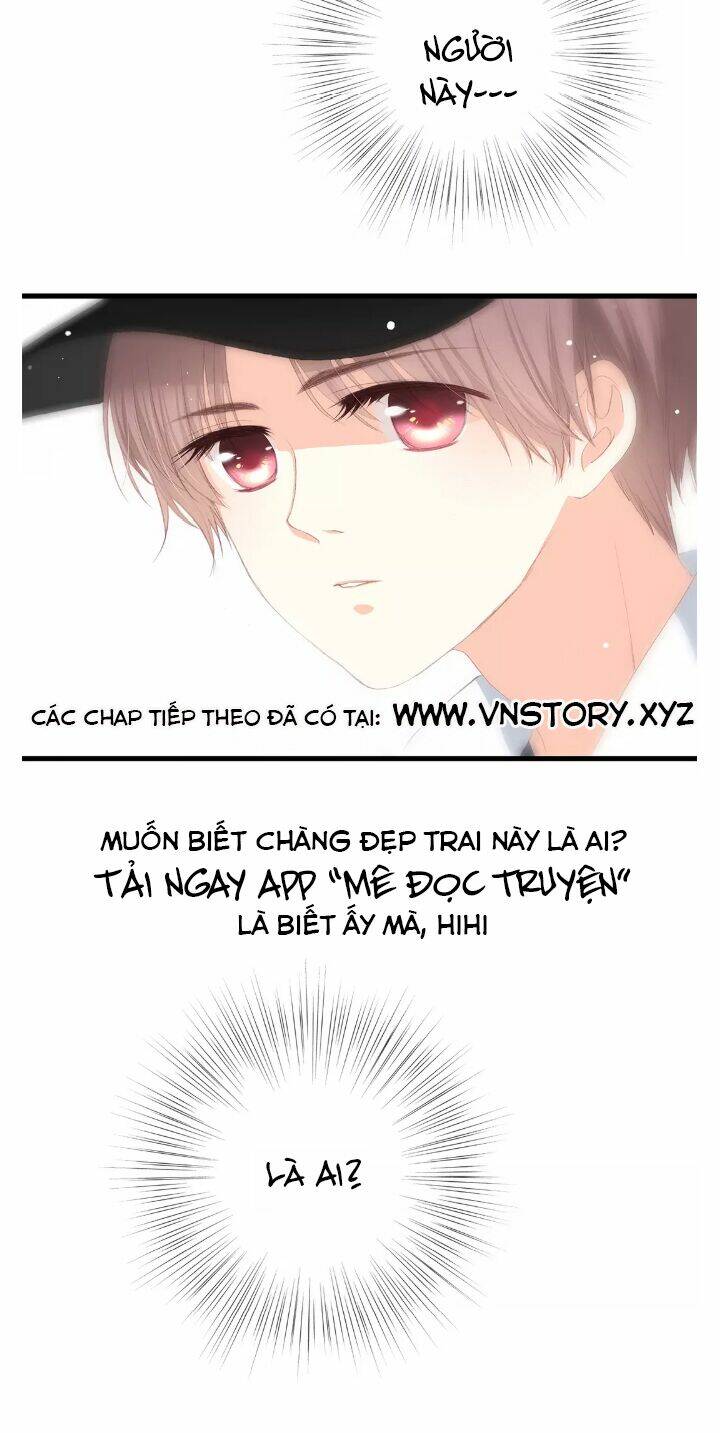 NGƯỜI
NÀY---
CÁC CHAP TIẾP THEO ĐÃ CÓ TẠI: WWW.VNSTORY.XYZ
MUỐN BIẾT CHÀNG ĐẸP TRAI NÀY LÀ AI?
TẢI NGAY APP "MÊ ĐỌC TRUYỆN"
LÀ BIẾT ẤY MÀ, HIHI
LÀ AI?